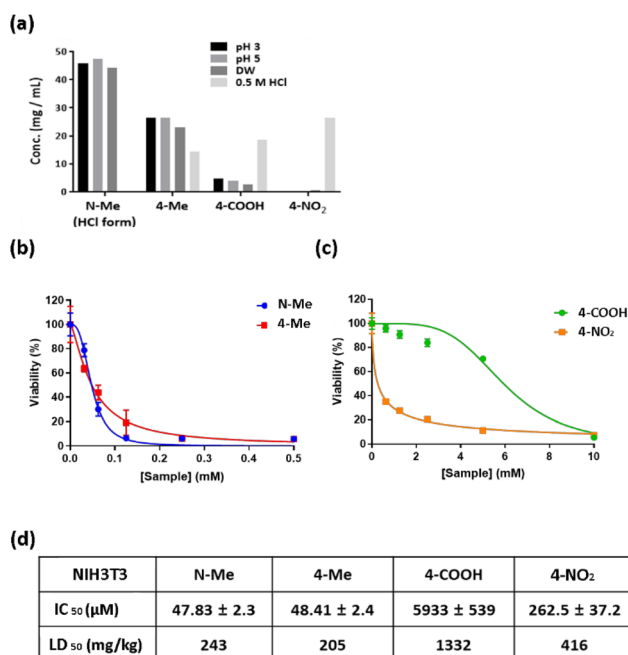 (a)
50
40
30
20
10
0
Conc. (mg / mL)
pH 3
pH 5
DW
0.5 M HCl
N-Me
(HCl form)
4-Me
4-COOH
4-NO₂
(b)
120
100
80
60
40
20
0
Viability (%)
N-Me
4-Me
0.0 0.1 0.2 0.3 0.4 0.5
[Sample] (mM)
(c)
120
100
80
60
40
20
0
Viability (%)
4-COOH
4-NO₂
0 2 4 6 8 10
[Sample] (mM)
(d)
NIH3T3 N-Me 4-Me 4-COOH 4-NO₂
IC 50 (µM) 47.83 ± 2.3 48.41 ± 2.4 5933 ± 539 262.5 ± 37.2
LD 50 (mg/kg) 243 205 1332 416